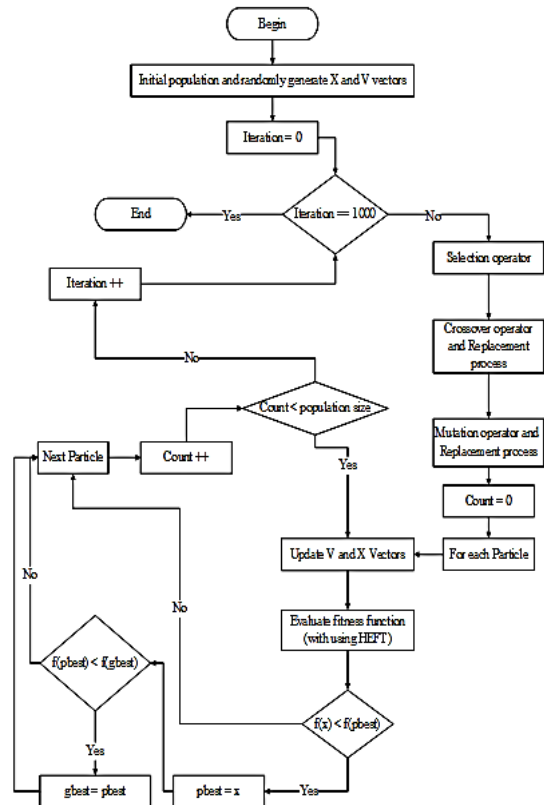 Begin
Initial population and randomly generate X and V vectors
Iteration = 0
Iteration == 1000
Yes
End
No
Selection operator
Iteration ++
Crossover operator
and Replacement
process
No
Count < population size
Mutation operator and
Replacement process
Next Particle
Count ++
Yes
Count = 0
Update V and X Vectors
For each Particle
No
No
Evaluate fitness function
(with using HEFT)
f(pbest) < f(gbest)
f(x) < f(pbest)
Yes
Yes
gbest = pbest
pbest = x